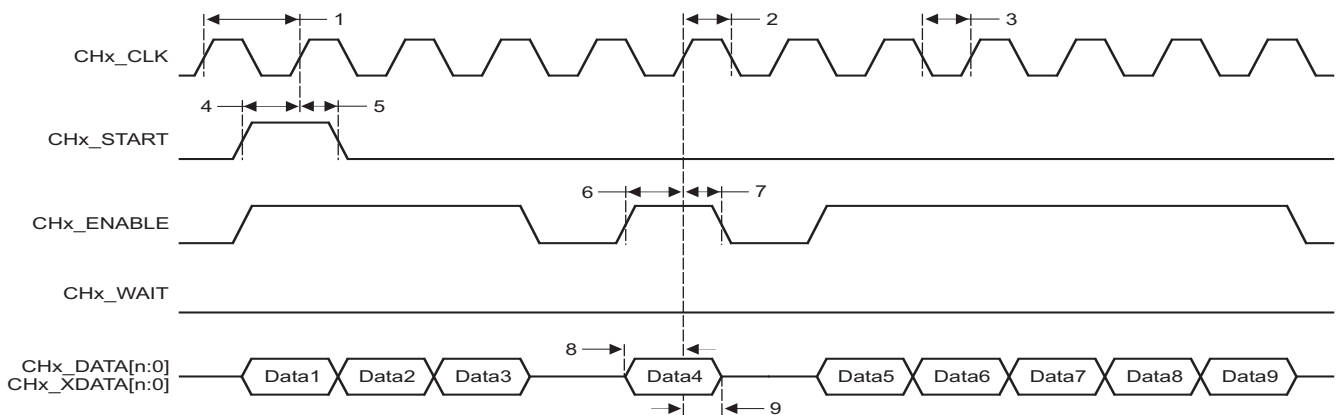 1 2 3
CHx_CLK
4 5
CHx_START
6 7
CHx_ENABLE
CHx_WAIT
8
CHx_DATA[n:0]
CHx_XDATA[n:0]
Data1 Data2 Data3 Data4 Data5 Data6 Data7 Data8 Data9
9